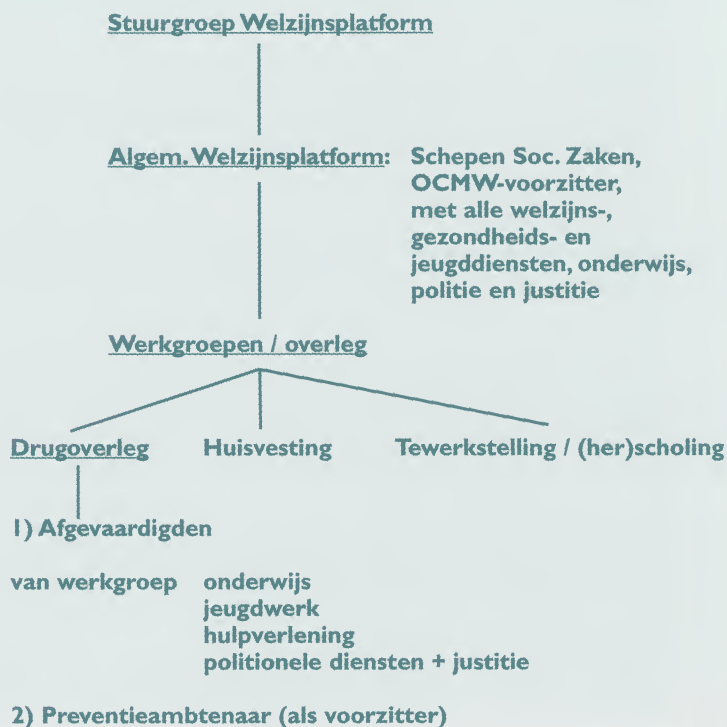 Stuurgroep Welzijnsplatform
Algem. Welzijnsplatform: Schepen Soc. Zaken,
OCMW-voorzitter,
met alle welzijns-,
gezondheids- en
jeugddiensten, onderwijs,
politie en justitie
Werkgroepen / overleg
Drugoverleg Huisvesting Tewerkstelling / (her)scholing
1) Afgevaardigden
van werkgroep onderwijs
jeugdwerk
hulpverlening
politionele diensten + justitie
2) Preventieambtenaar (als voorzitter)